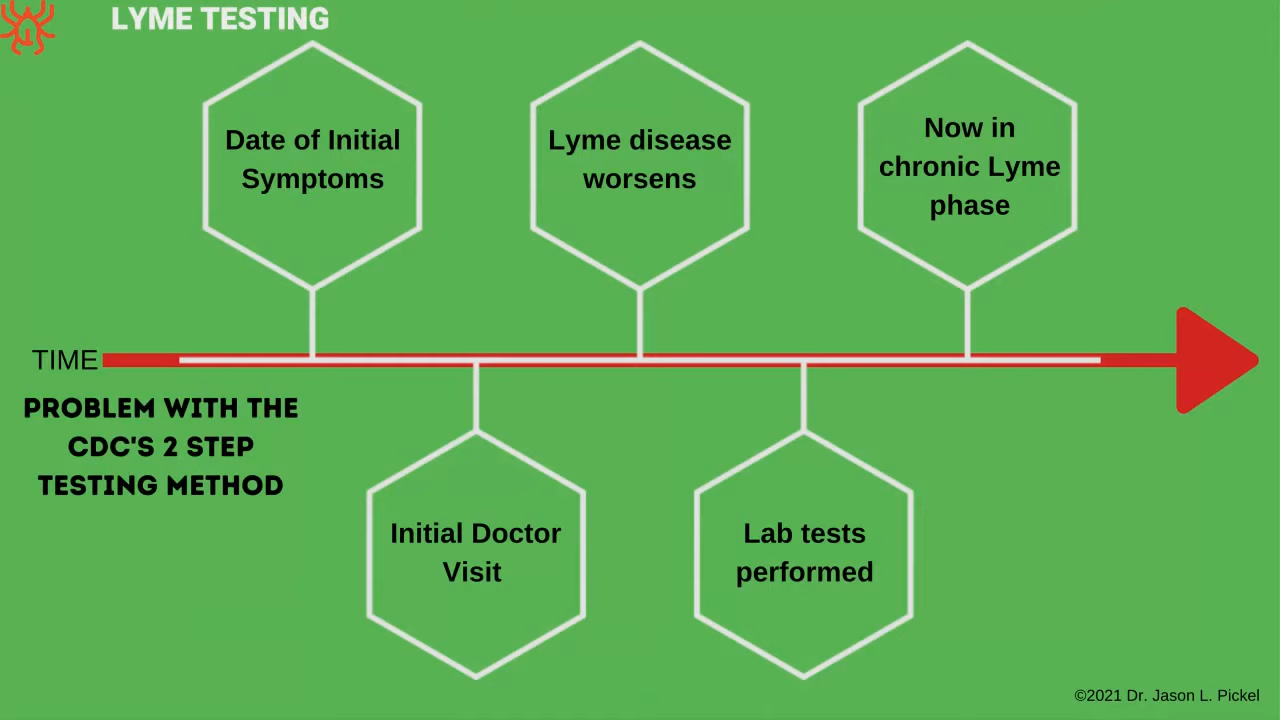 LYME TESTING
Date of Initial
Symptoms
Lyme disease
worsens
Now in
chronic Lyme
phase
TIME
PROBLEM WITH THE
CDC'S 2 STEP
TESTING METHOD
Initial Doctor
Visit
Lab tests
performed
©2021 Dr. Jason L. Pickel